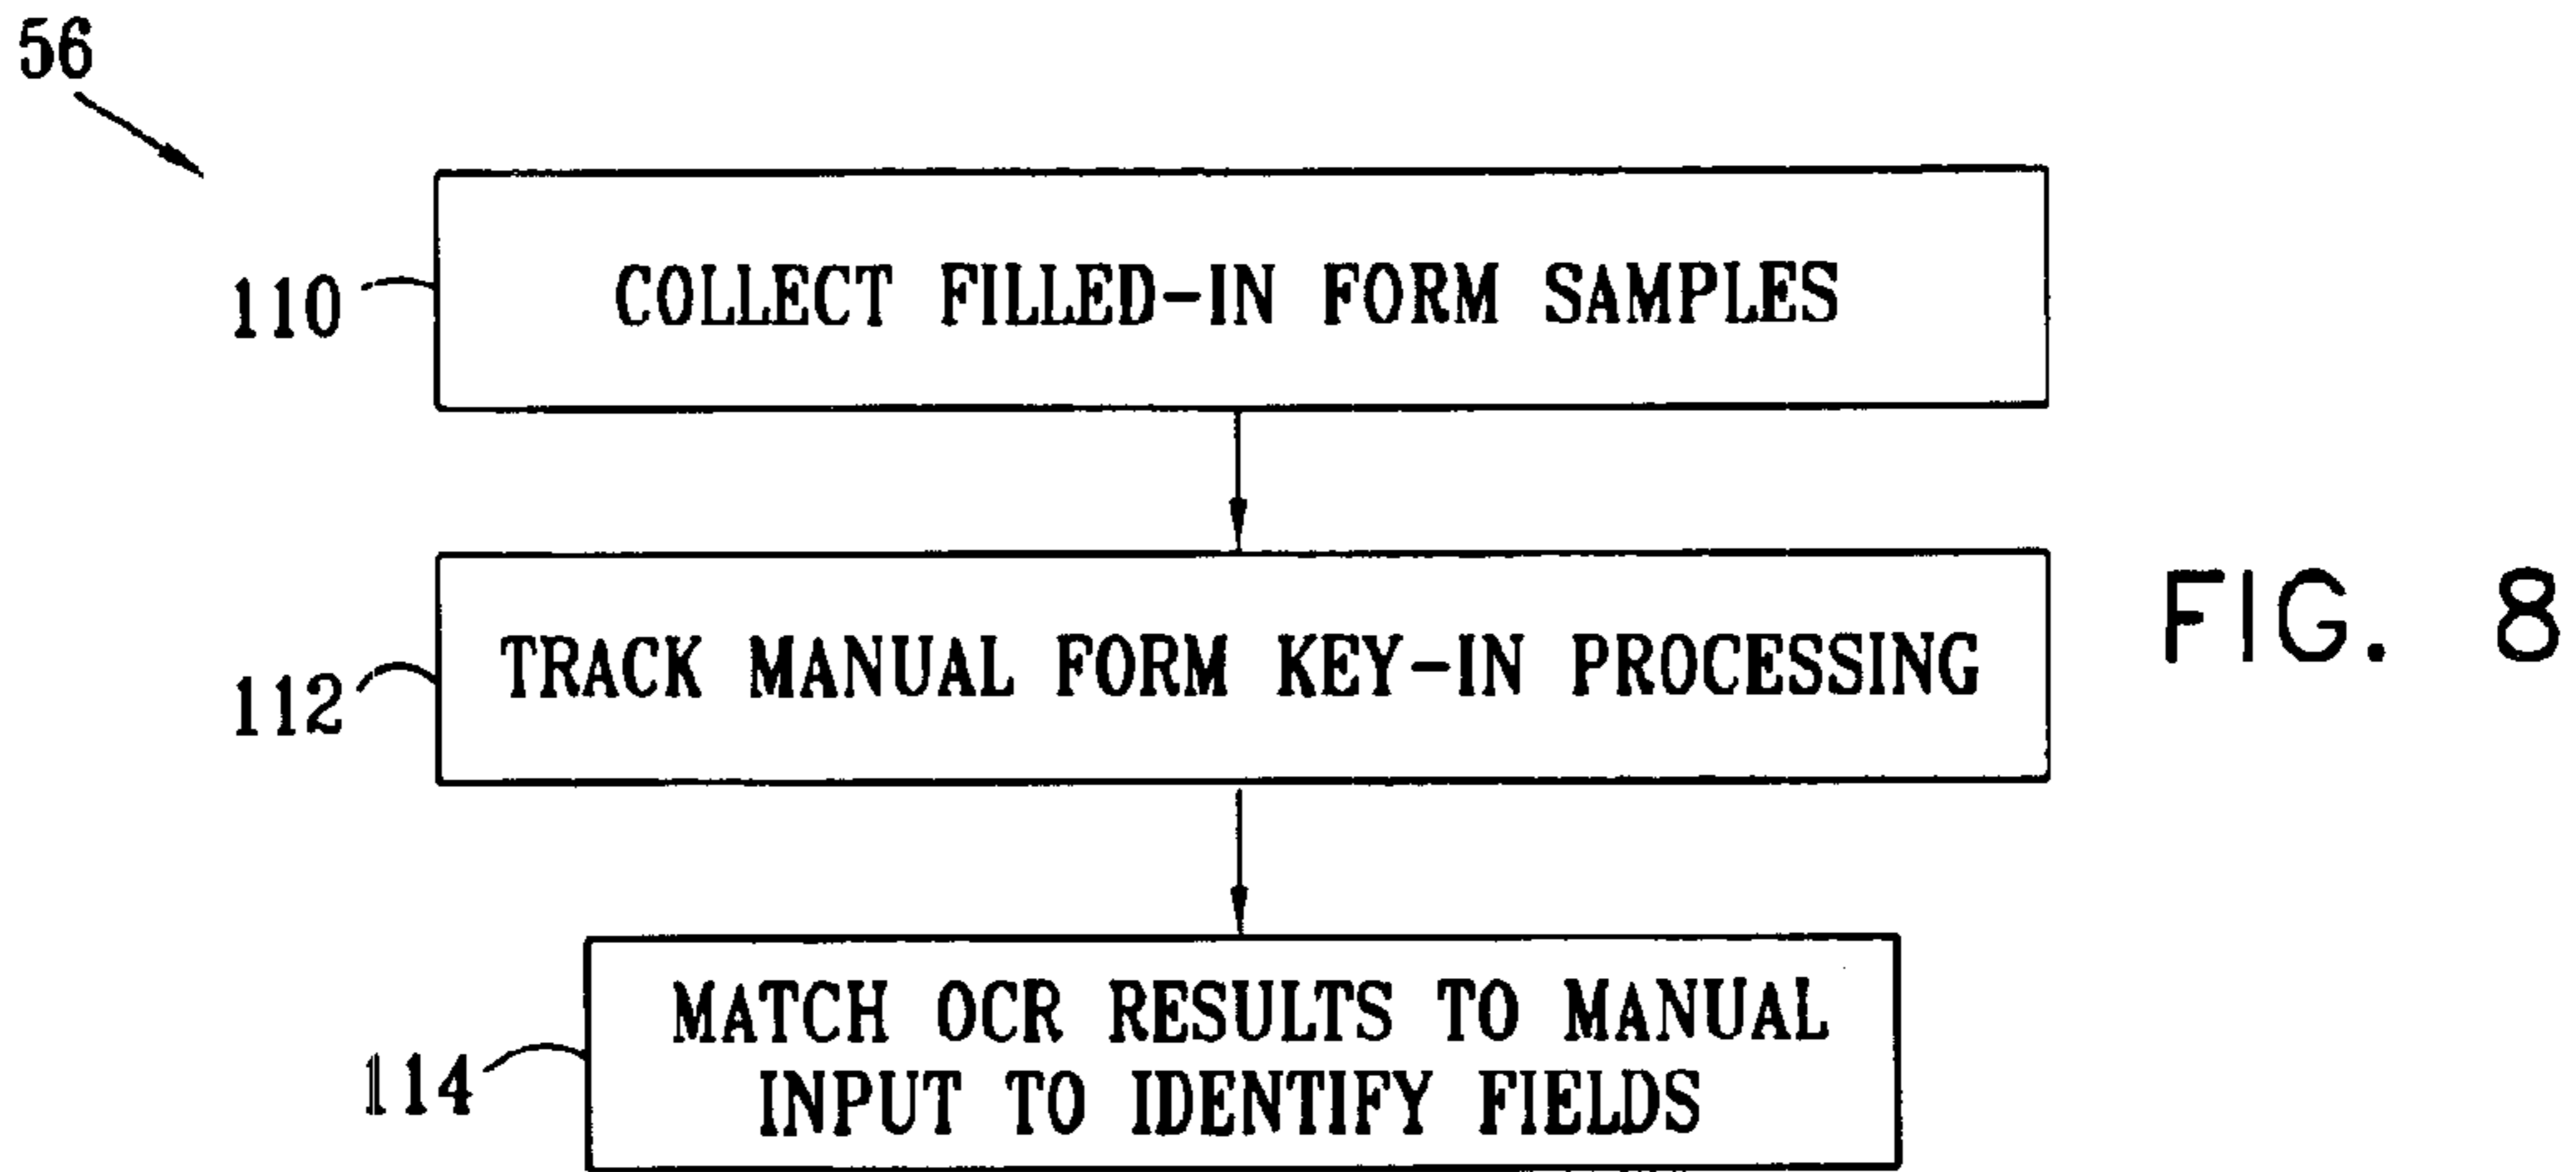 56
110
COLLECT FILLED-IN FORM SAMPLES
112
TRACK MANUAL FORM KEY-IN PROCESSING
FIG. 8
114
MATCH OCR RESULTS TO MANUAL
INPUT TO IDENTIFY FIELDS